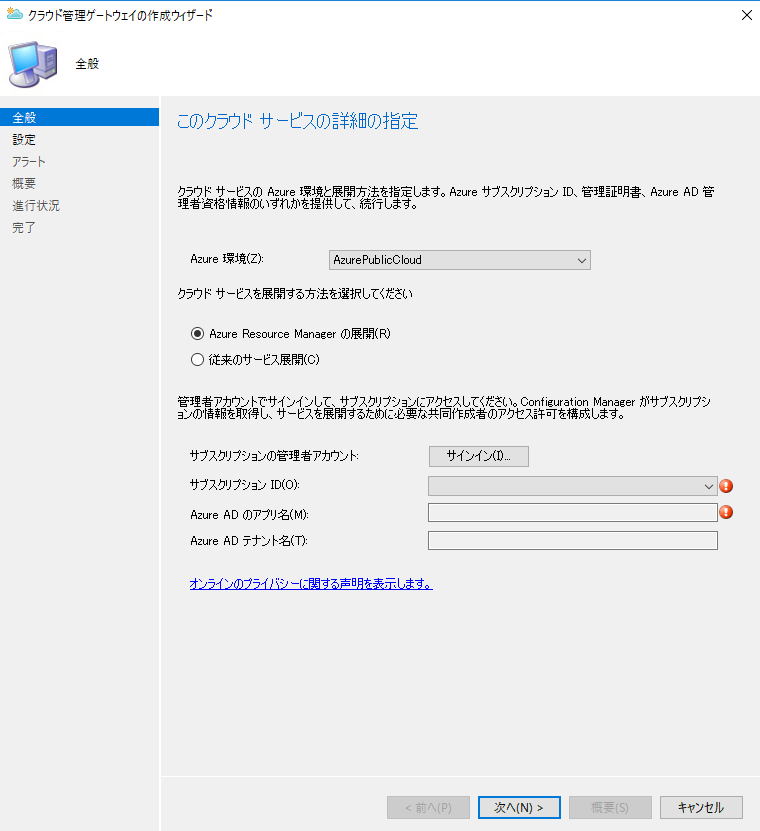 クラウド管理ゲートウェイの作成ウィザード
全般
全般
設定
アラート
概要
進行状況
完了
このクラウド サービスの詳細の指定
クラウド サービスの Azure 環境と展開方法を指定します。Azure サブスクリプション ID、管理証明書、Azure AD 管
理者資格情報のいずれかを提供して、続行します。
Azure 環境(Z):
AzurePublicCloud
クラウド サービスを展開する方法を選択してください
Azure Resource Manager の展開(R)
従来のサービス展開(C)
管理者アカウントでサインインして、サブスクリプションにアクセスしてください。Configuration Manager がサブスクリプシ
ョンの情報を取得し、サービスを展開するために必要な共同作成者のアクセス許可を構成します。
サブスクリプションの管理者アカウント:
サインイン(I)...
サブスクリプション ID(O):
Azure AD のアプリ名(M):
Azure AD テナント名(T):
オンラインのプライバシーに関する声明を表示します。
< 前へ(P)
次へ(N) >
概要(S)
キャンセル